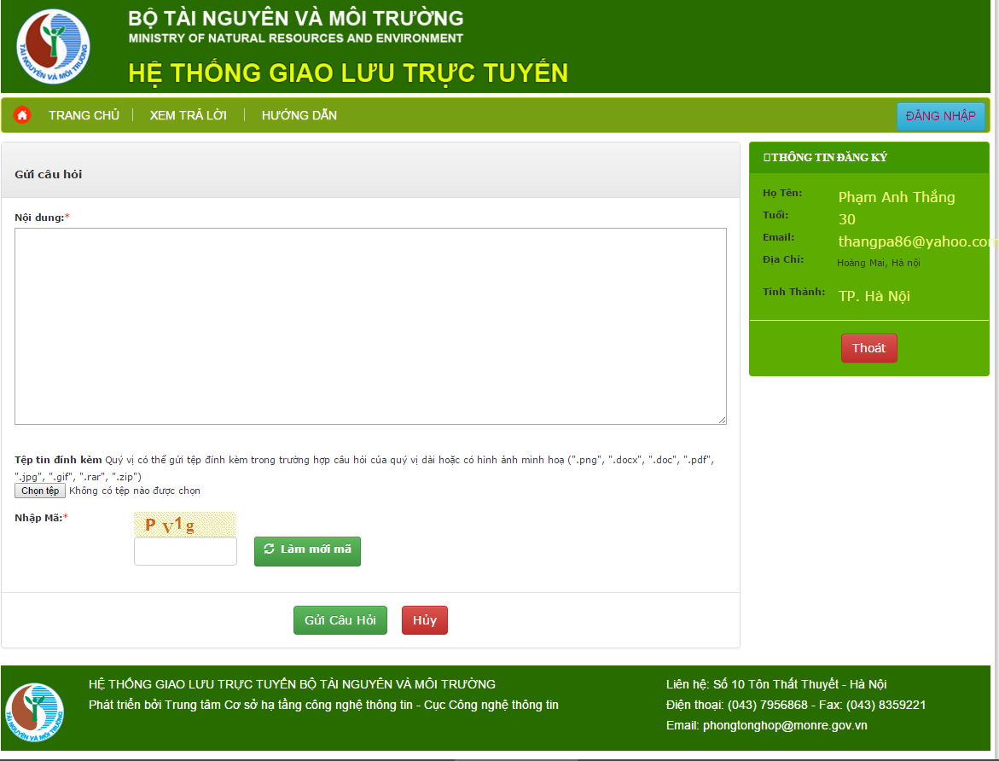 BỘ TÀI NGUYÊN VÀ MÔI TRƯỜNG
MINISTRY OF NATURAL RESOURCES AND ENVIRONMENT
HỆ THỐNG GIAO LƯU TRỰC TUYẾN
TÀI NGUYÊN VÀ MÔI TRƯỜNG
TRANG CHỦ
XEM TRẢ LỜI
HƯỚNG DẪN
ĐĂNG NHẬP
Gửi câu hỏi
Nội dung:*
Tệp tin đính kèm Quý vị có thể gửi tệp đính kèm trong trường hợp câu hỏi của quý vị dài hoặc có hình ảnh minh hoạ (".png", ".docx", ".doc", ".pdf",
".jpg", ".gif", ".rar", ".zip")
Chọn tệp Không có tệp nào được chọn
Nhập Mã:*
P V1g
Làm mới mã
Gửi Câu Hỏi
Hủy
THÔNG TIN ĐĂNG KÝ
Họ Tên: Phạm Anh Thắng
Tuổi: 30
Email: thangpa86@yahoo.com
Địa Chỉ: Hoàng Mai, Hà nội
Tỉnh Thành: TP. Hà Nội
Thoát
TÀI NGUYÊN VÀ MÔI TRƯỜNG
HỆ THỐNG GIAO LƯU TRỰC TUYẾN BỘ TÀI NGUYÊN VÀ MÔI TRƯỜNG
Phát triển bởi Trung tâm Cơ sở hạ tầng công nghệ thông tin - Cục Công nghệ thông tin
Liên hệ: Số 10 Tôn Thất Thuyết - Hà Nội
Điện thoại: (043) 7956868 - Fax: (043) 8359221
Email: phongtonghop@monre.gov.vn